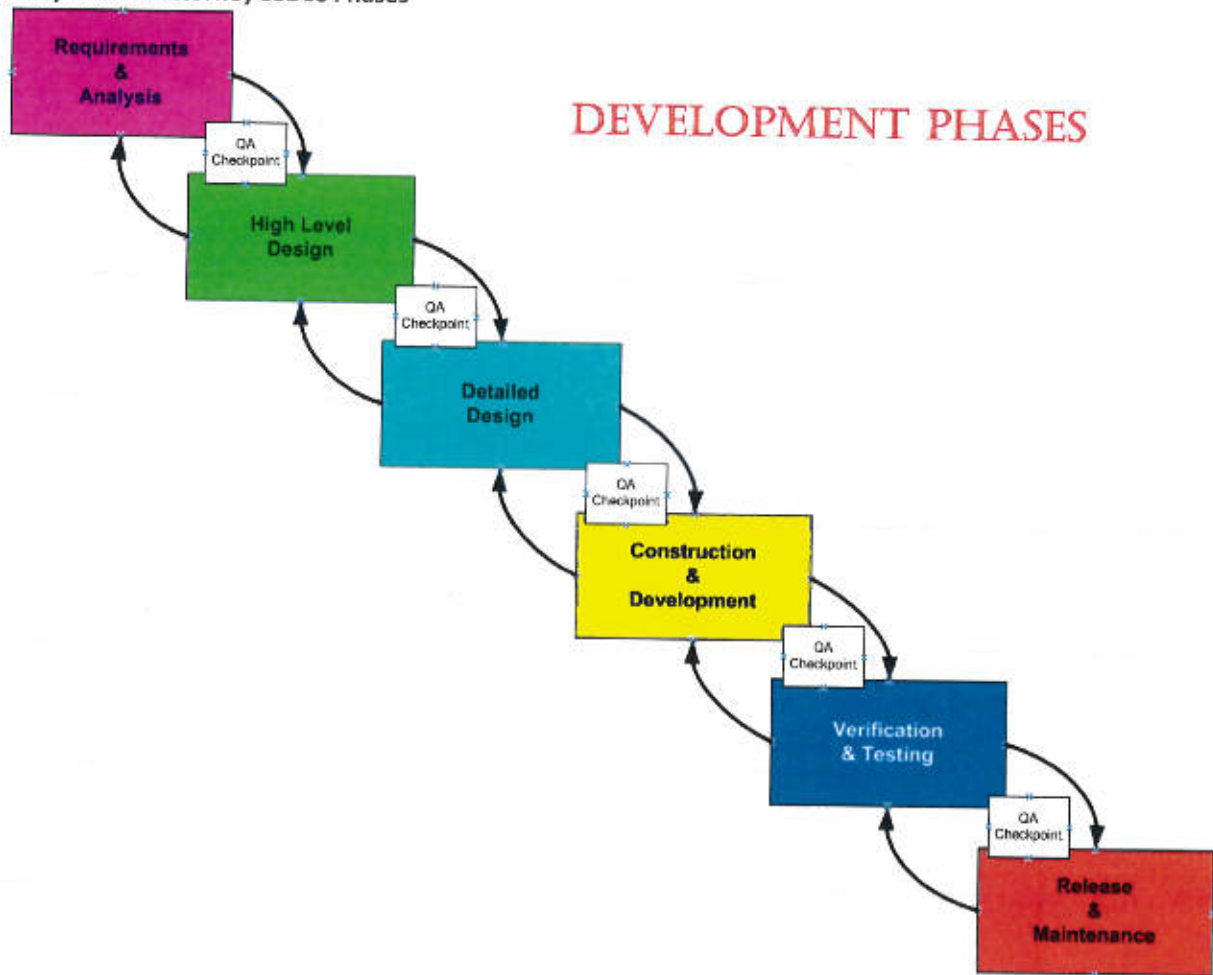 Phases
Requirements
&
Analysis
DEVELOPMENT PHASES
QA
Checkpoint
High Level
Design
QA
Checkpoint
Detailed
Design
QA
Checkpoint
Construction
&
Development
QA
Checkpoint
Verification
& Testing
QA
Checkpoint
Release
&
Maintenance